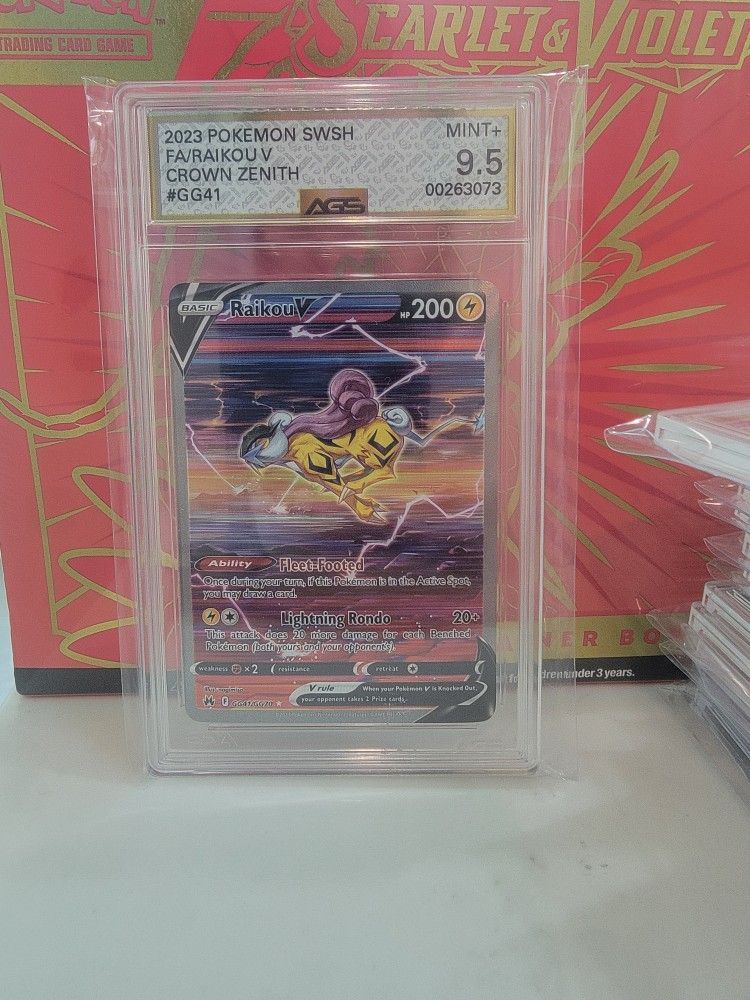 TRADING CARD GAME
SCARLET & VIOLET
2023 POKEMON SWSH
MINT+
FA/RAIKOU V
9.5
CROWN ZENITH
#GG41
00263073
AGS
BASIC
Raikou V
HP 200
Ability
Fleet-Footed
Once during your turn, if this Pokémon is in the Active Spot,
you may draw a card.
Lightning Rondo
20+
This attack does 20 more damage for each Benched
Pokémon (both yours and your opponent's).
weakness ×2
resistance
retreat
V rule
When your Pokémon V is Knocked Out,
your opponent takes 2 Prize cards.
F GG41/GG70
under 3 years.